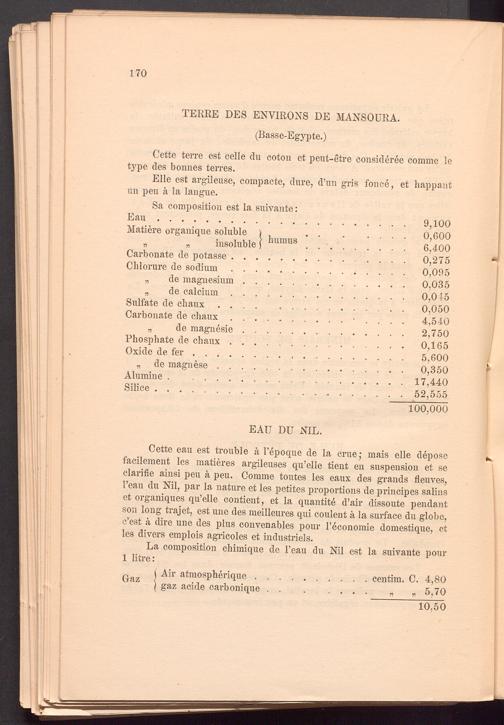 170
TERRE DES ENVIRONS DE MANSOURA.
(Basse-Egypte.)
Cette terre est celle du coton et peut-être considérée comme le
type des bonnes terres.
Elle est argileuse, compacte, dure, d'un gris foncé, et happant
un peu à la langue.
Sa composition est la suivante:
Eau . . . . . . . . . . . . . . . . . . 9,100
Matière organique soluble } humus . . . . . . . . 0,600
„ „ insoluble } . . . . . . . . 6,400
Carbonate de potasse . . . . . . . . . . . . . 0,275
Chlorure de sodium . . . . . . . . . . . . . 0,095
„ de magnesium . . . . . . . . . . . . 0,035
„ de calcium . . . . . . . . . . . . . 0,045
Sulfate de chaux . . . . . . . . . . . . . . 0,050
Carbonate de chaux . . . . . . . . . . . . . 4,540
„ de magnésie . . . . . . . . . . . . 2,750
Phosphate de chaux . . . . . . . . . . . . . 0,165
Oxide de fer . . . . . . . . . . . . . . . . 5,600
„ de magnèse . . . . . . . . . . . . . . 0,350
Alumine . . . . . . . . . . . . . . . . . 17,440
Silice . . . . . . . . . . . . . . . . . . 52,555
100,000
EAU DU NIL.
Cette eau est trouble à l'époque de la crue; mais elle dépose
facilement les matières argileuses qu'elle tient en suspension et se
clarifie ainsi peu à peu. Comme toutes les eaux des grands fleuves,
l'eau du Nil, par la nature et les petites proportions de principes salins
et organiques qu'elle contient, et la quantité d'air dissoute pendant
son long trajet, est une des meilleures qui coulent à la surface du globe,
c'est à dire une des plus convenables pour l'économie domestique, et
les divers emplois agricoles et industriels.
La composition chimique de l'eau du Nil est la suivante pour
1 litre:
Gaz { Air atmosphérique . . . . . . . . . centim. C. 4,80
{ gaz acide carbonique . . . . . . . . „ „ 5,70
10,50